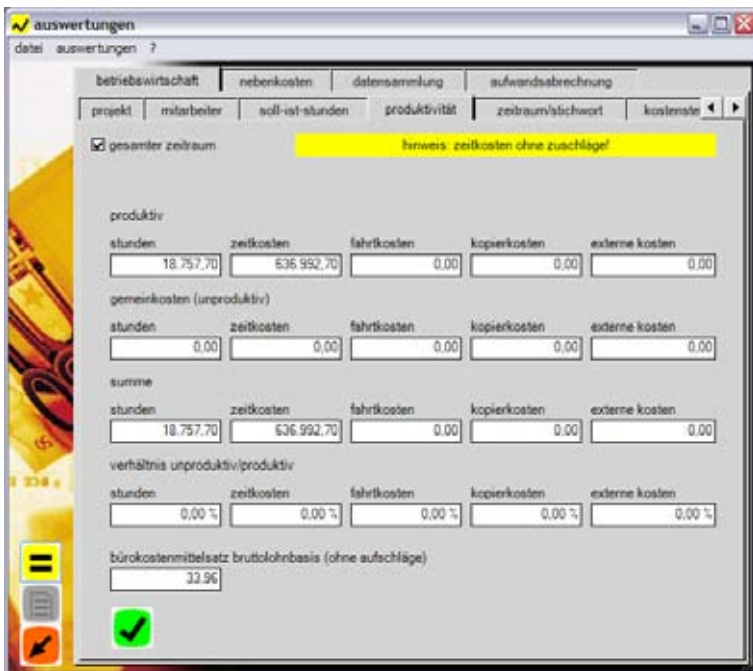 auswertungen
datei auswertungen ?
betriebswirtschaft nebenkosten datensammlung aufwandsabrechnung
projekt mitarbeiter soll-ist-stunden produktivität zeitraum/stichwort kostenste
gesamter zeitraum hinweis: zeitkosten ohne zuschläge!
produktiv
stunden zeitkosten fahrtkosten kopierkosten externe kosten
18.757,70 636.992,70 0,00 0,00 0,00
gemeinkosten (unproduktiv)
stunden zeitkosten fahrtkosten kopierkosten externe kosten
0,00 0,00 0,00 0,00 0,00
summe
stunden zeitkosten fahrtkosten kopierkosten externe kosten
18.757,70 636.992,70 0,00 0,00 0,00
verhältnis unproduktiv/produktiv
stunden zeitkosten fahrtkosten kopierkosten externe kosten
0,00 % 0,00 % 0,00 % 0,00 % 0,00 %
bürokostenmittelsatz bruttolohnbasis (ohne aufschläge)
33.96